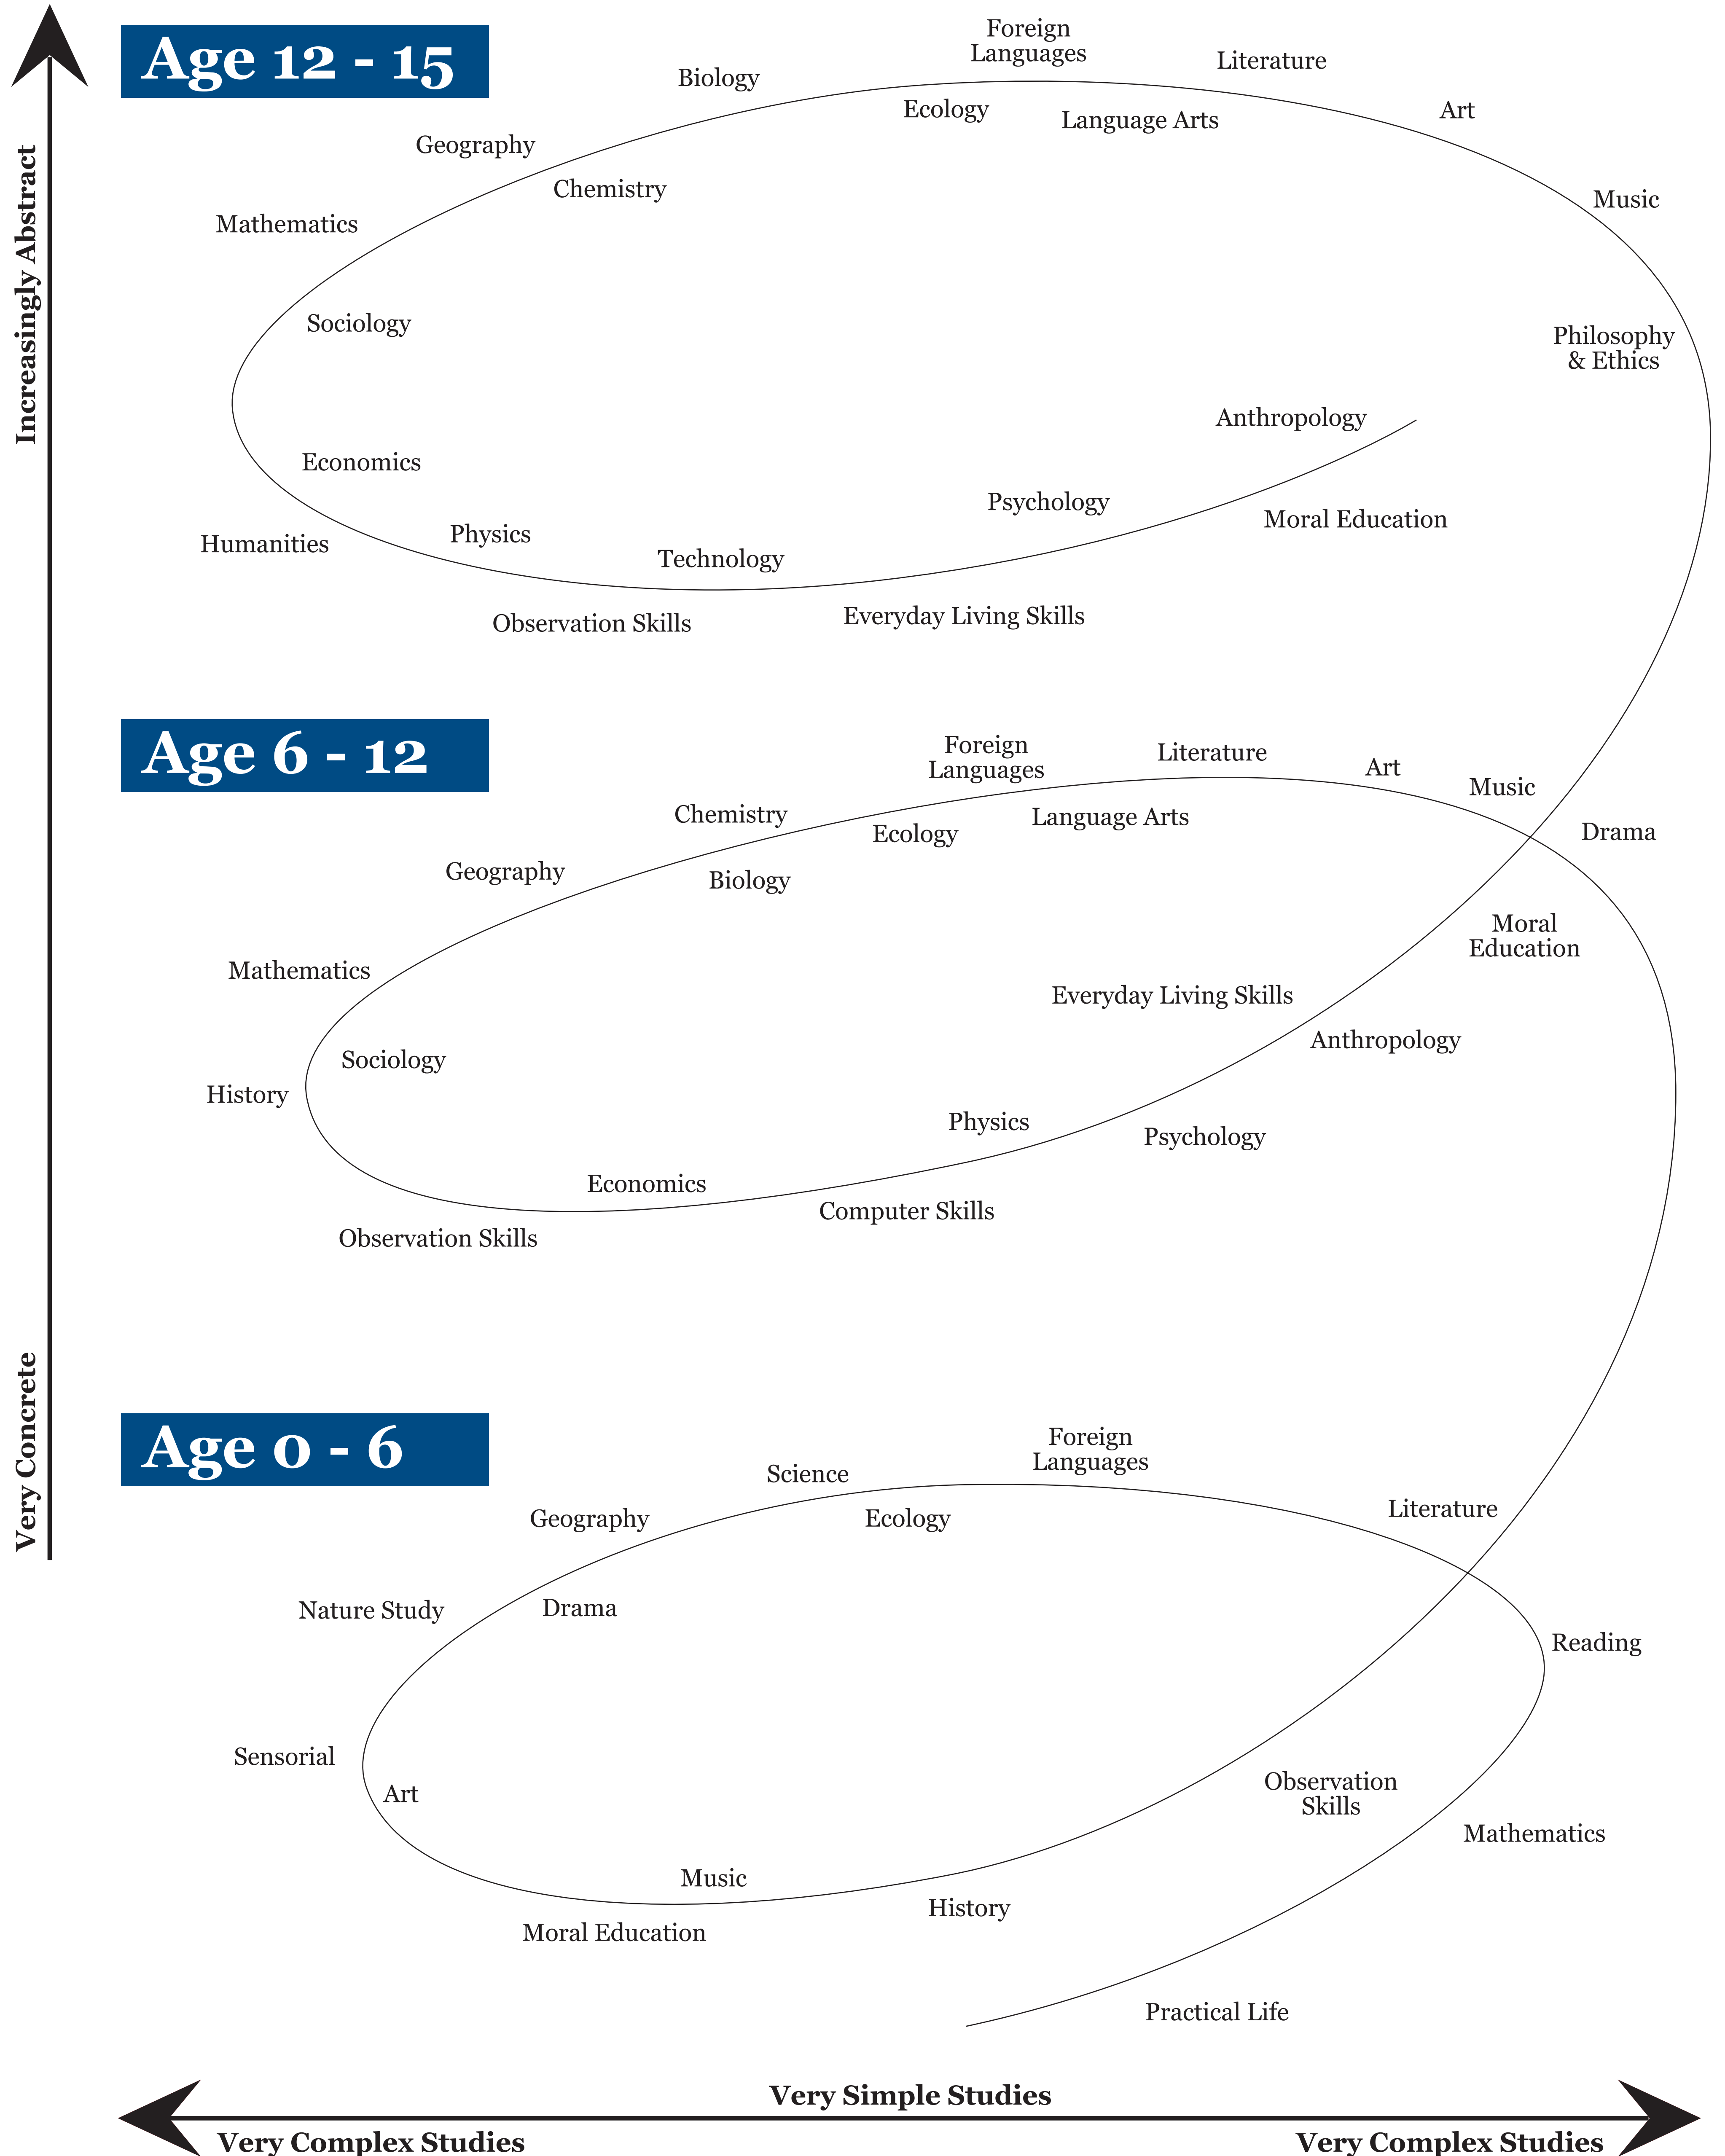 Age 12 - 15
Foreign
Languages
Literature
Biology
Ecology
Language Arts
Art
Geography
Chemistry
Music
Mathematics
Sociology
Philosophy
& Ethics
Anthropology
Economics
Psychology
Moral Education
Humanities
Physics
Technology
Observation Skills
Everyday Living Skills
Increasingly Abstract
Age 6 - 12
Foreign
Languages
Literature
Art
Music
Chemistry
Ecology
Language Arts
Drama
Geography
Biology
Moral
Education
Mathematics
Everyday Living Skills
Anthropology
Sociology
History
Physics
Psychology
Economics
Computer Skills
Observation Skills
Very Concrete
Age 0 - 6
Foreign
Languages
Science
Literature
Geography
Ecology
Nature Study
Drama
Reading
Sensorial
Art
Observation
Skills
Mathematics
Music
History
Moral Education
Practical Life
Very Simple Studies
Very Complex Studies
Very Complex Studies